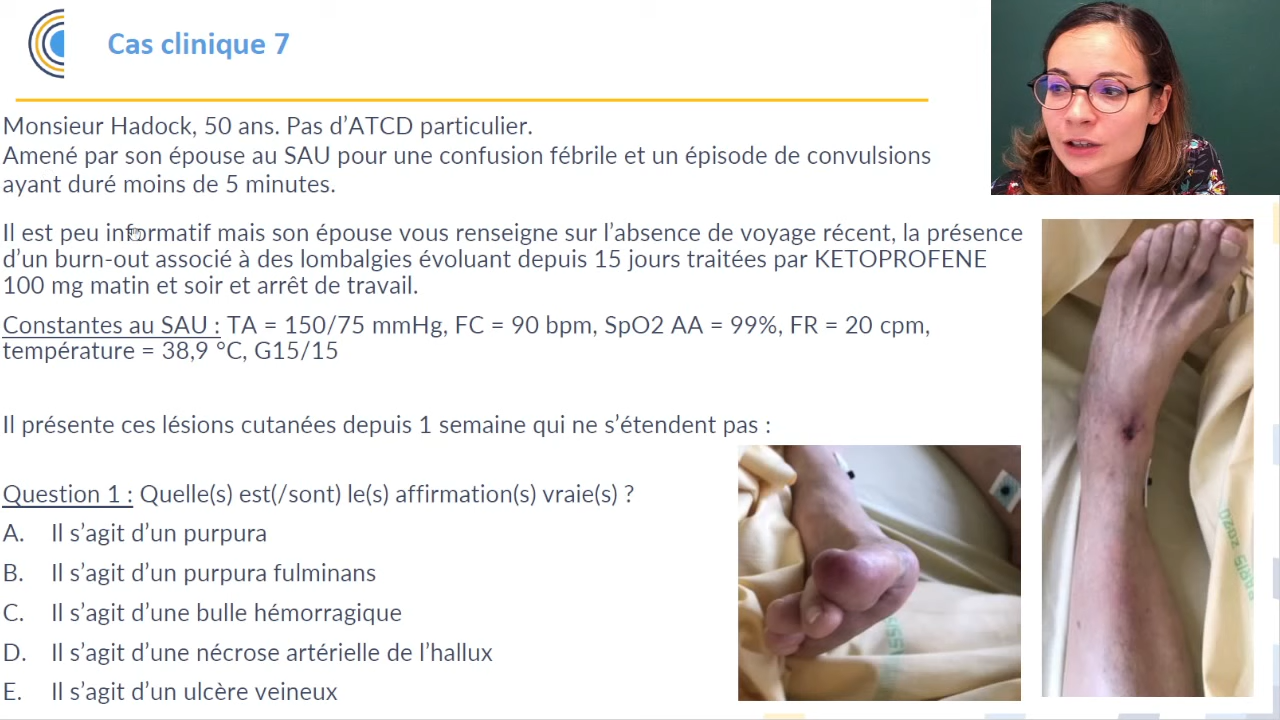 Cas clinique 7
Monsieur Hadock, 50 ans. Pas d'ATCD particulier.
Amené par son épouse au SAU pour une confusion fébrile et un épisode de convulsions
ayant duré moins de 5 minutes.
Il est peu informatif mais son épouse vous renseigne sur l'absence de voyage récent, la présence
d'un burn-out associé à des lombalgies évoluant depuis 15 jours traitées par KETOPROFENE
100 mg matin et soir et arrêt de travail.
Constantes au SAU : TA = 150/75 mmHg, FC = 90 bpm, SpO2 AA = 99%, FR = 20 cpm,
température = 38,9 °C, G15/15
Il présente ces lésions cutanées depuis 1 semaine qui ne s'étendent pas :
Question 1 : Quelle(s) est(/sont) le(s) affirmation(s) vraie(s) ?
A. Il s'agit d'un purpura
B. Il s'agit d'un purpura fulminans
C. Il s'agit d'une bulle hémorragique
D. Il s'agit d'une nécrose artérielle de l'hallux
E. Il s'agit d'un ulcère veineux